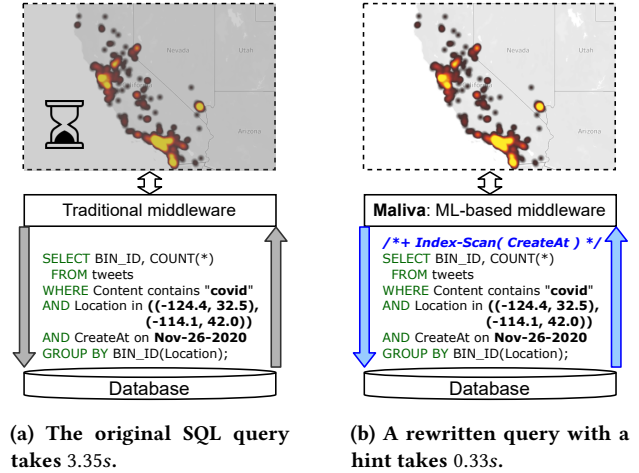 Nevada
Utah
California
Arizona
Traditional middleware
SELECT BIN_ID, COUNT(*)
FROM tweets
WHERE Content contains "covid"
AND Location in ((-124.4, 32.5),
(-114.1, 42.0))
AND CreateAt on Nov-26-2020
GROUP BY BIN_ID(Location);
Database
(a) The original SQL query
takes 3.35s.
Nevada
Utah
Arizona
Maliva: ML-based middleware
/*+ Index-Scan( CreateAt ) */
SELECT BIN_ID, COUNT(*)
FROM tweets
WHERE Content contains "covid"
AND Location in ((-124.4, 32.5),
(-114.1, 42.0))
AND CreateAt on Nov-26-2020
GROUP BY BIN_ID(Location);
Database
(b) A rewritten query with a
hint takes 0.33s.